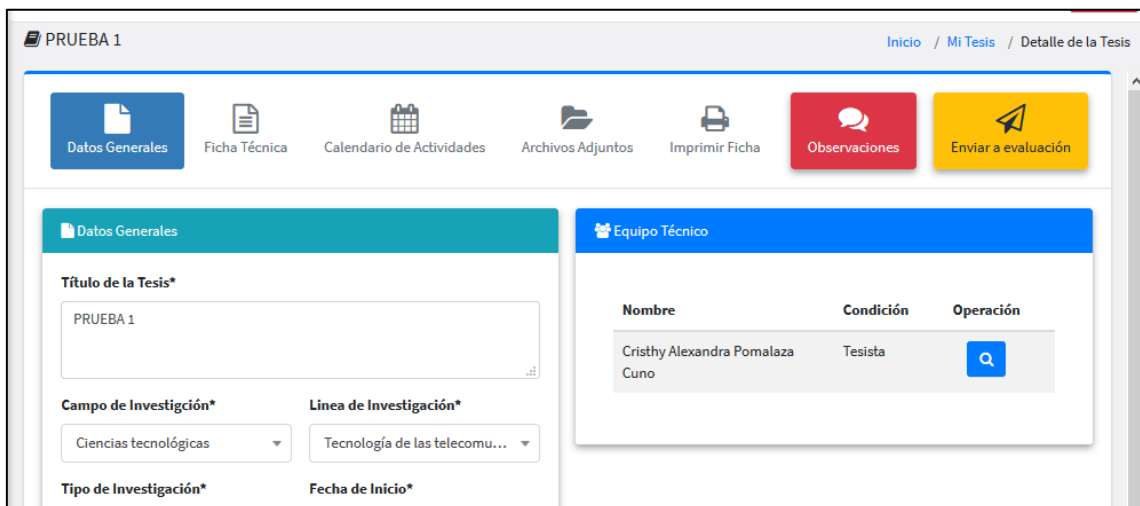 PRUEBA 1
Inicio / Mi Tesis / Detalle de la Tesis
Datos Generales
Ficha Técnica
Calendario de Actividades
Archivos Adjuntos
Imprimir Ficha
Observaciones
Enviar a evaluación
Datos Generales
Título de la Tesis*
PRUEBA 1
Campo de Investigción*
Linea de Investigación*
Ciencias tecnológicas
Tecnología de las telecomu...
Tipo de Investigación*
Fecha de Inicio*
Equipo Técnico
Nombre Condición Operación
Cristhy Alexandra Pomalaza Tesista
Cuno